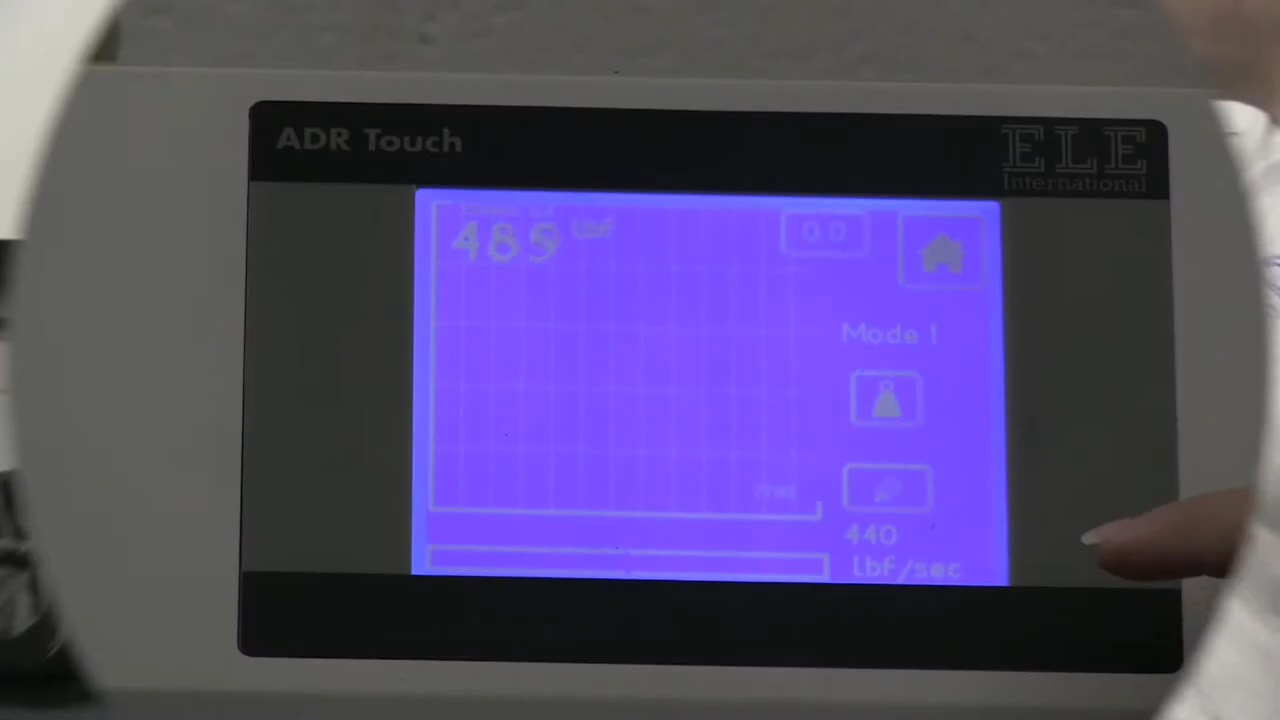 ADR Touch
ELE
International
485 Lbf
0.0
Mode 1
440
Lbf/sec